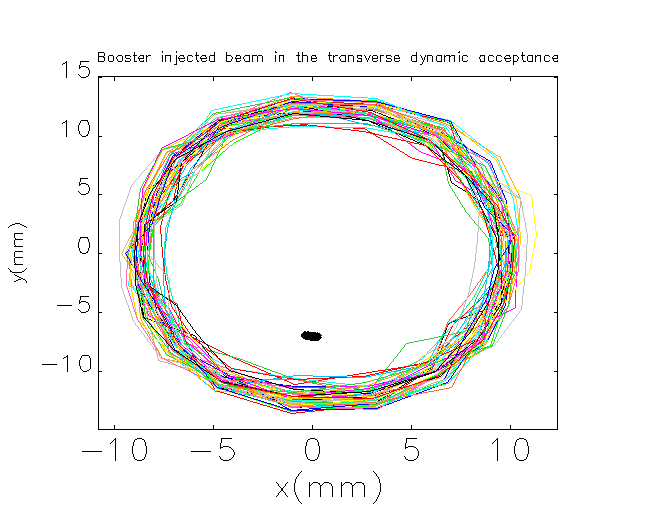 Booster injected beam in the transverse dynamic acceptance
15
10
5
0
−5
−10
y(mm)
−10 −5 0 5 10
x(mm)